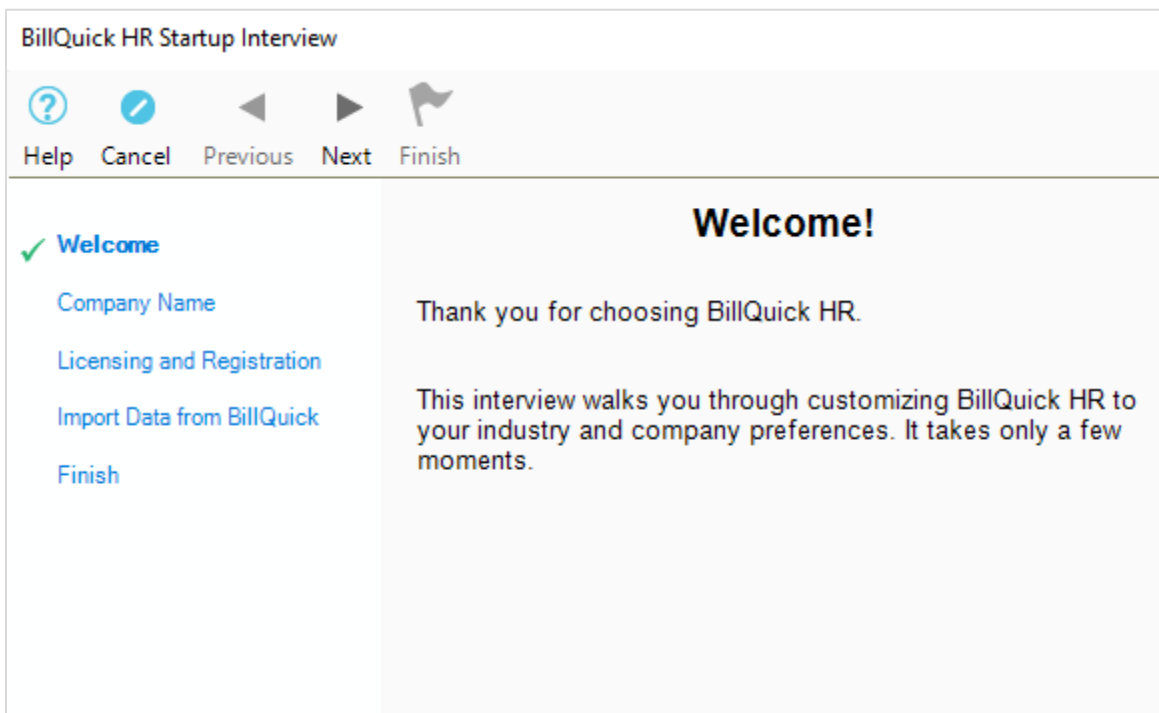 BillQuick HR Startup Interview
Help Cancel Previous Next Finish
Welcome
Company Name
Licensing and Registration
Import Data from BillQuick
Finish
Welcome!
Thank you for choosing BillQuick HR.
This interview walks you through customizing BillQuick HR to
your industry and company preferences. It takes only a few
moments.